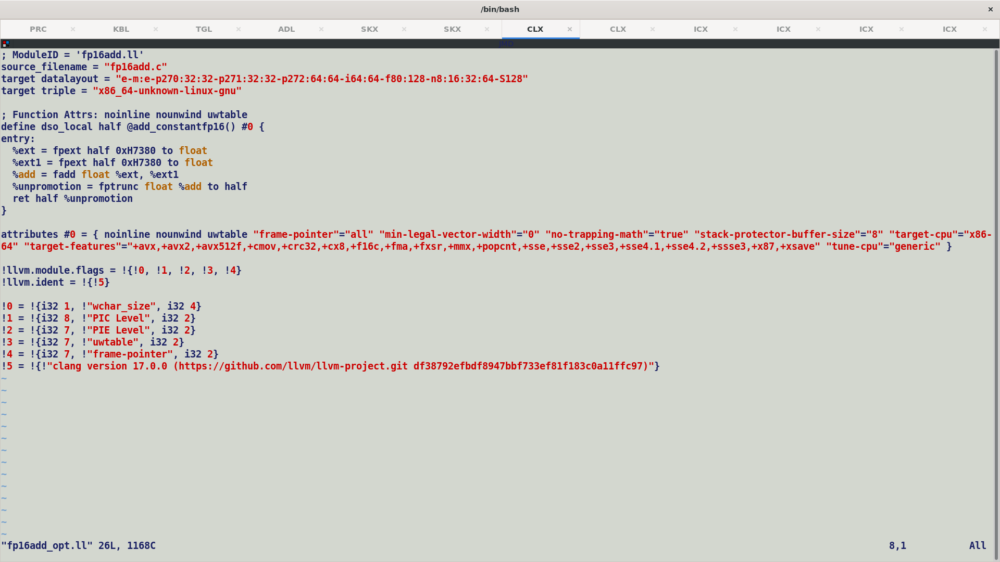 /bin/bash
PRC KBL TGL ADL SKX SKX CLX CLX ICX ICX ICX ICX
JMD
; ModuleID = 'fp16add.ll'
source_filename = "fp16add.c"
target datalayout = "e-m:e-p270:32:32-p271:32:32-p272:64:64-i64:64-f80:128-n8:16:32:64-S128"
target triple = "x86_64-unknown-linux-gnu"
; Function Attrs: noinline nounwind uwtable
define dso_local half @add_constantfp16() #0 {
entry:
  %ext = fpext half 0xH7380 to float
  %ext1 = fpext half 0xH7380 to float
  %add = fadd float %ext, %ext1
  %unpromotion = fptrunc float %add to half
  ret half %unpromotion
}
attributes #0 = { noinline nounwind uwtable "frame-pointer"="all" "min-legal-vector-width"="0" "no-trapping-math"="true" "stack-protector-buffer-size"="8" "target-cpu"="x86-
64" "target-features"="+avx,+avx2,+avx512f,+cmov,+crc32,+cx8,+f16c,+fma,+fxsr,+mmx,+popcnt,+sse,+sse2,+sse3,+sse4.1,+sse4.2,+ssse3,+x87,+xsave" "tune-cpu"="generic" }
!llvm.module.flags = !{!0, !1, !2, !3, !4}
!llvm.ident = !{!5}
!0 = !{i32 1, !"wchar_size", i32 4}
!1 = !{i32 8, !"PIC Level", i32 2}
!2 = !{i32 7, !"PIE Level", i32 2}
!3 = !{i32 7, !"uwtable", i32 2}
!4 = !{i32 7, !"frame-pointer", i32 2}
!5 = !{!"clang version 17.0.0 (https://github.com/llvm/llvm-project.git df38792efbdf8947bbf733ef81f183c0a11ffc97)"}
~
~
~
~
~
~
~
~
~
~
~
~
~
~
"fp16add_opt.ll" 26L, 1168C 8,1 All